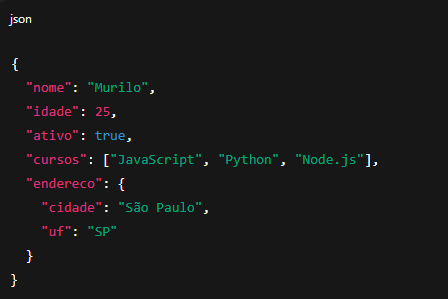 json
{
  "nome": "Murilo",
  "idade": 25,
  "ativo": true,
  "cursos": ["JavaScript", "Python", "Node.js"],
  "endereco": {
    "cidade": "São Paulo",
    "uf": "SP"
  }
}